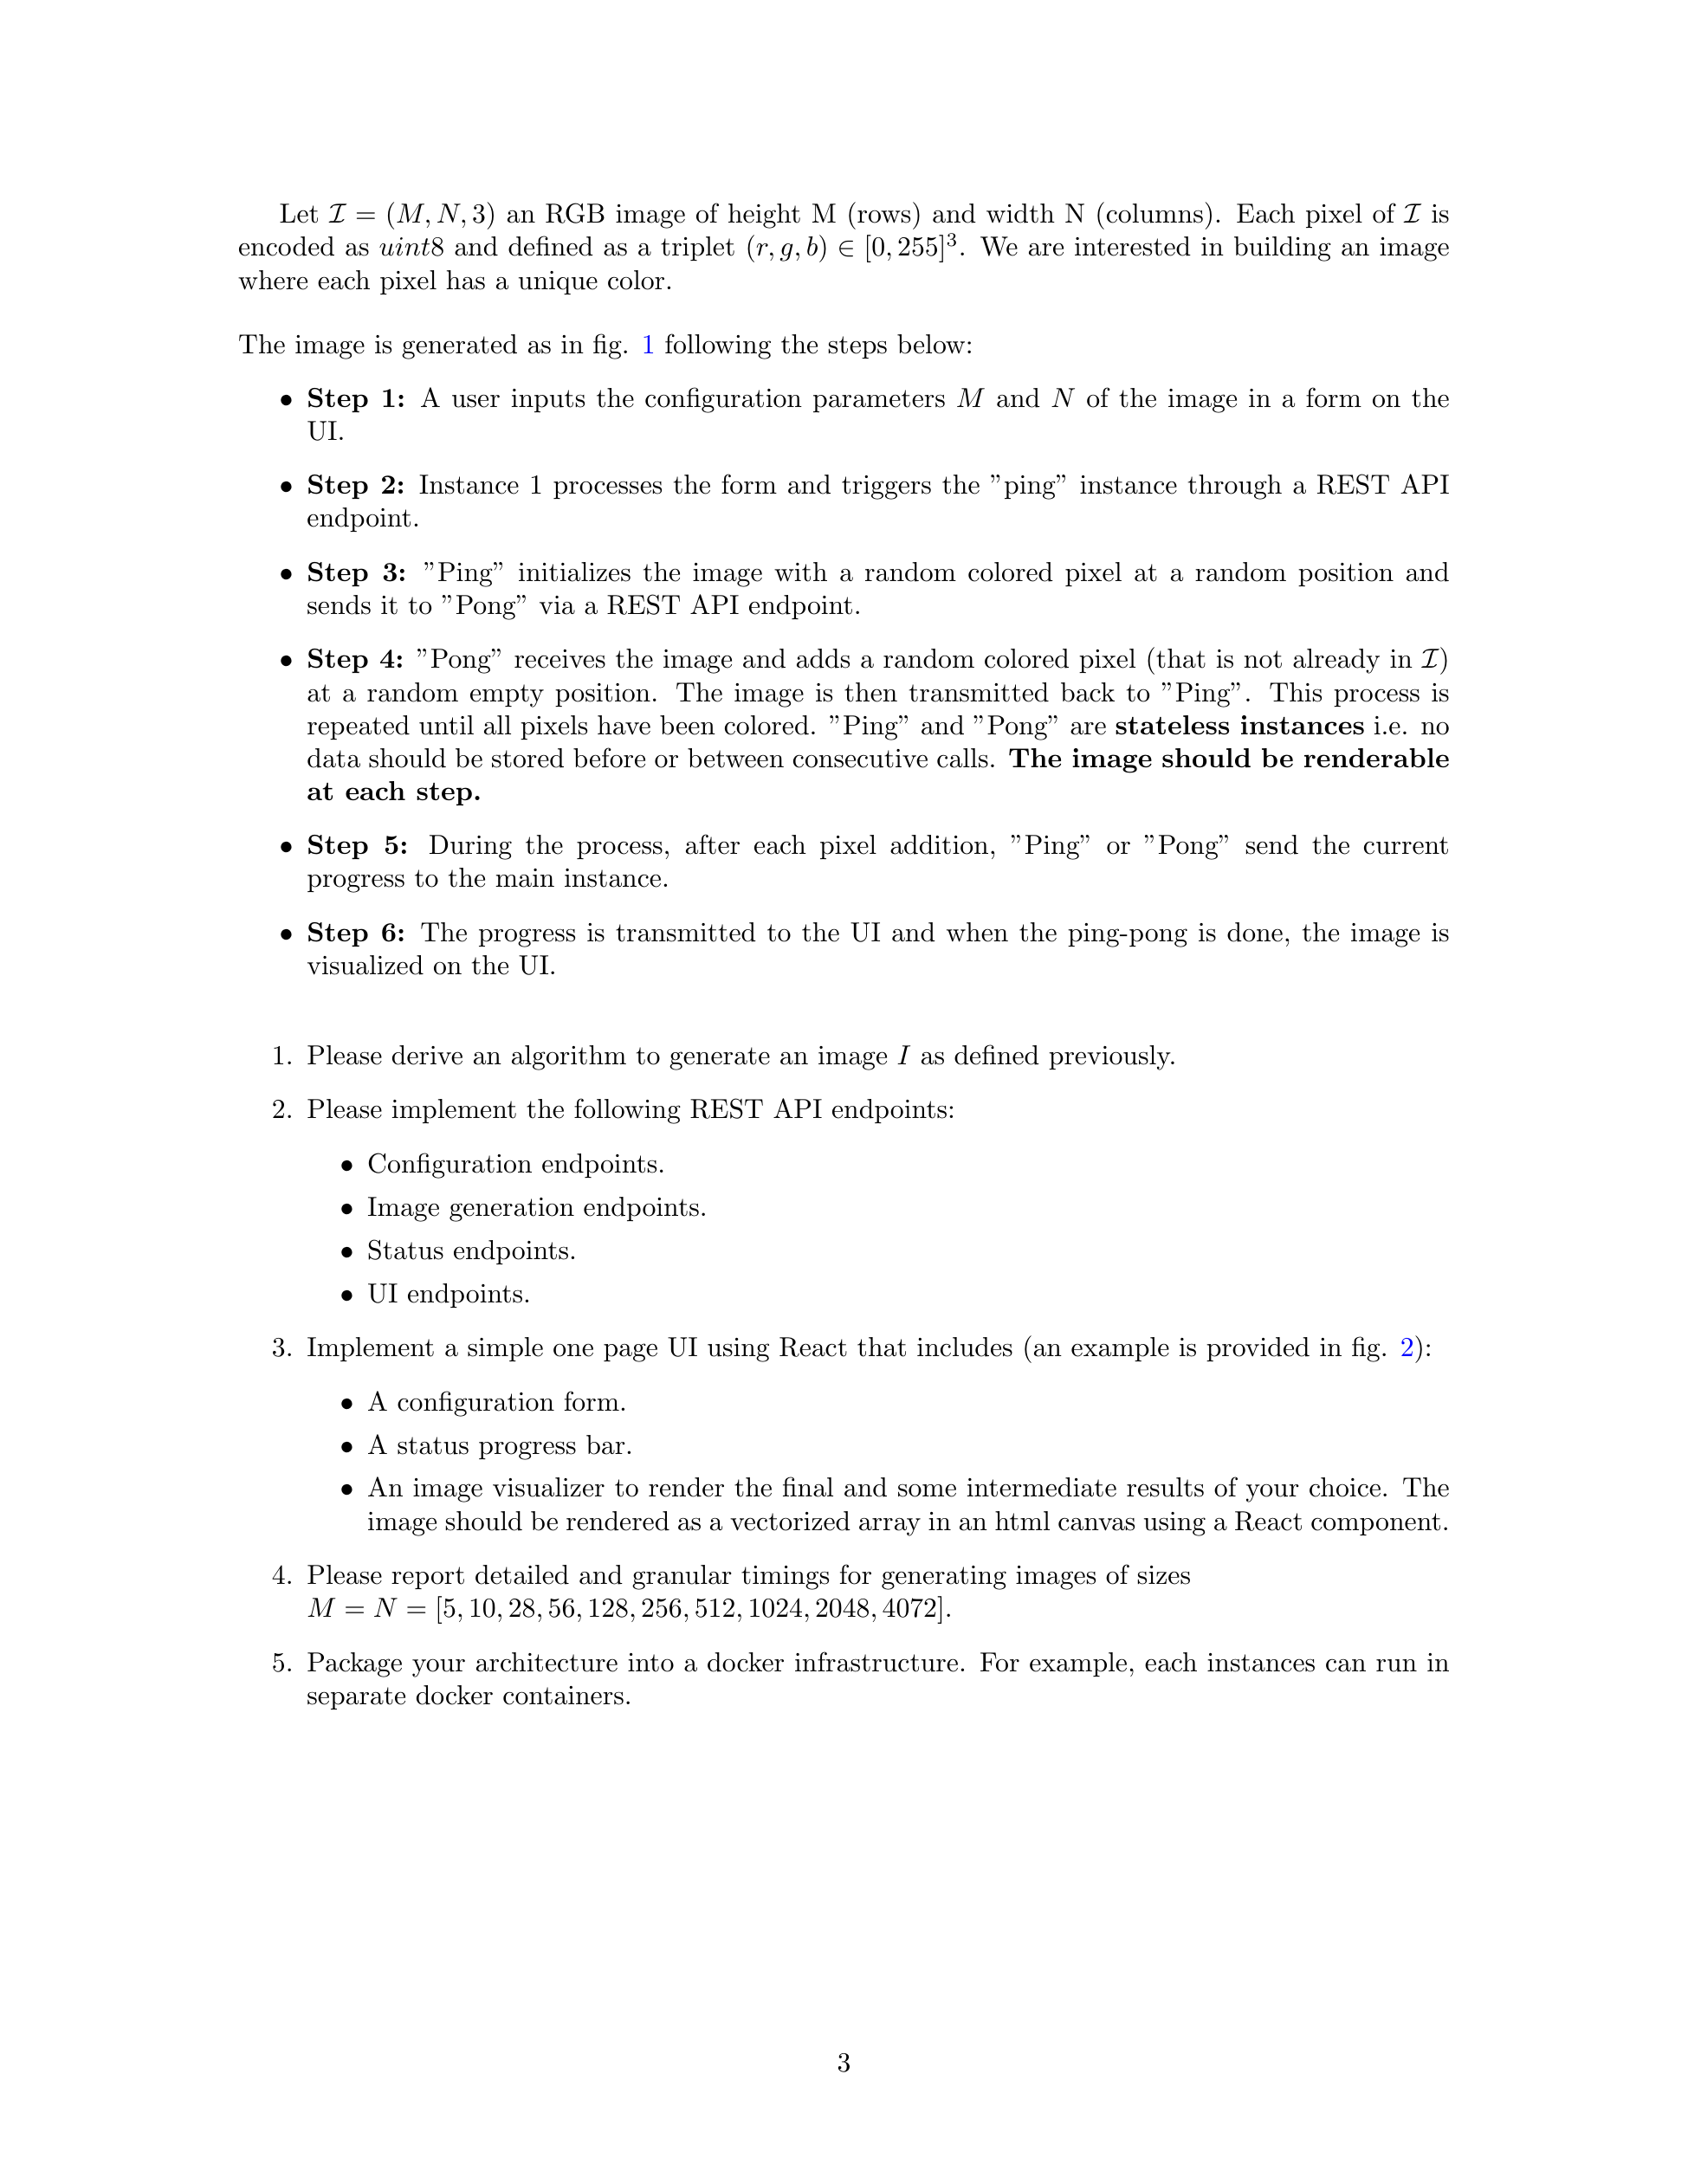 Let 𝓘 = (M, N, 3) an RGB image of height M (rows) and width N (columns). Each pixel of 𝓘 is
encoded as uint8 and defined as a triplet (r, g, b) ∈ [0, 255]³. We are interested in building an image
where each pixel has a unique color.
The image is generated as in fig. 1 following the steps below:
• Step 1: A user inputs the configuration parameters M and N of the image in a form on the
UI.
• Step 2: Instance 1 processes the form and triggers the ”ping” instance through a REST API
endpoint.
• Step 3: ”Ping” initializes the image with a random colored pixel at a random position and
sends it to ”Pong” via a REST API endpoint.
• Step 4: ”Pong” receives the image and adds a random colored pixel (that is not already in 𝓘)
at a random empty position. The image is then transmitted back to ”Ping”. This process is
repeated until all pixels have been colored. ”Ping” and ”Pong” are stateless instances i.e. no
data should be stored before or between consecutive calls. The image should be renderable
at each step.
• Step 5: During the process, after each pixel addition, ”Ping” or ”Pong” send the current
progress to the main instance.
• Step 6: The progress is transmitted to the UI and when the ping-pong is done, the image is
visualized on the UI.
1. Please derive an algorithm to generate an image I as defined previously.
2. Please implement the following REST API endpoints:
• Configuration endpoints.
• Image generation endpoints.
• Status endpoints.
• UI endpoints.
3. Implement a simple one page UI using React that includes (an example is provided in fig. 2):
• A configuration form.
• A status progress bar.
• An image visualizer to render the final and some intermediate results of your choice. The
image should be rendered as a vectorized array in an html canvas using a React component.
4. Please report detailed and granular timings for generating images of sizes
M = N = [5, 10, 28, 56, 128, 256, 512, 1024, 2048, 4072].
5. Package your architecture into a docker infrastructure. For example, each instances can run in
separate docker containers.
3